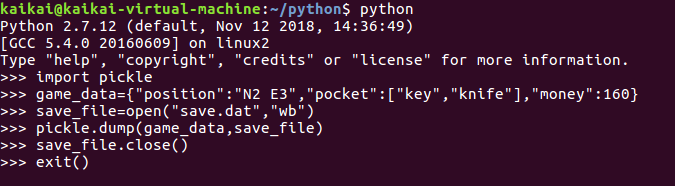 kaikai@kaikai-virtual-machine:~/python$ python
Python 2.7.12 (default, Nov 12 2018, 14:36:49)
[GCC 5.4.0 20160609] on linux2
Type "help", "copyright", "credits" or "license" for more information.
>>> import pickle
>>> game_data={"position":"N2 E3","pocket":["key","knife"],"money":160}
>>> save_file=open("save.dat","wb")
>>> pickle.dump(game_data,save_file)
>>> save_file.close()
>>> exit()